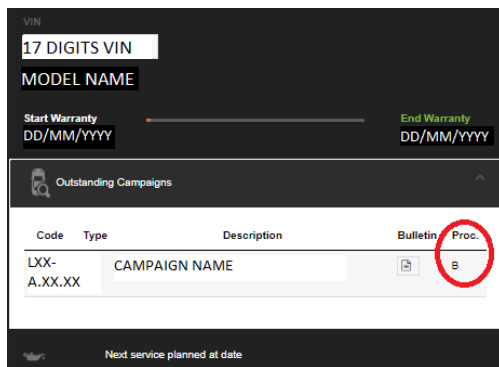 VIN
17 DIGITS VIN
MODEL NAME
Start Warranty End Warranty
DD/MM/YYYY DD/MM/YYYY
Outstanding Campaigns
Code Type Description Bulletin Proc.
LXX- CAMPAIGN NAME B
A.XX.XX
Next service planned at date